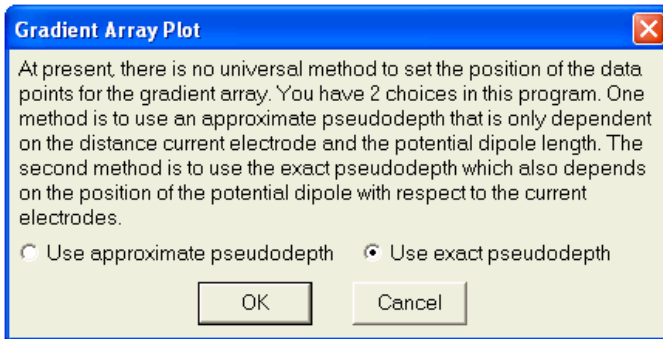 Gradient Array Plot
At present, there is no universal method to set the position of the data
points for the gradient array. You have 2 choices in this program. One
method is to use an approximate pseudodepth that is only dependent
on the distance current electrode and the potential dipole length. The
second method is to use the exact pseudodepth which also depends
on the position of the potential dipole with respect to the current
electrodes.
Use approximate pseudodepth Use exact pseudodepth
OK Cancel